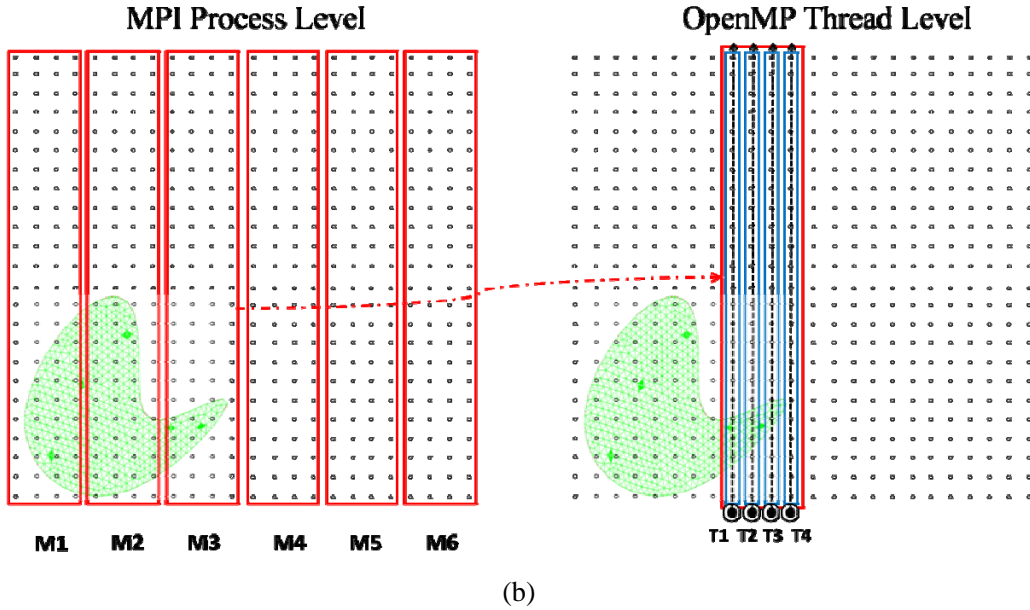 MPI Process Level
OpenMP Thread Level
M1 M2 M3 M4 M5 M6
T1 T2 T3 T4
(b)